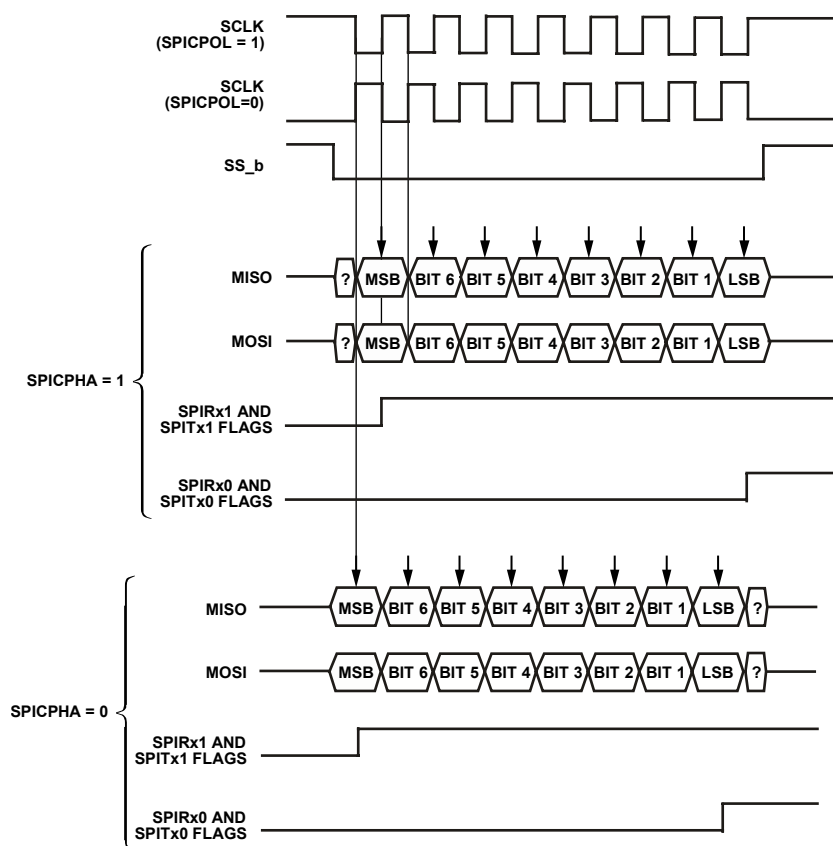 SCLK
(SPICPOL = 1)
SCLK
(SPICPOL=0)
SS_b
MISO ? MSB BIT 6 BIT 5 BIT 4 BIT 3 BIT 2 BIT 1 LSB
MOSI ? MSB BIT 6 BIT 5 BIT 4 BIT 3 BIT 2 BIT 1 LSB
SPICPHA = 1
SPIRx1 AND
SPITx1 FLAGS
SPIRx0 AND
SPITx0 FLAGS
MISO MSB BIT 6 BIT 5 BIT 4 BIT 3 BIT 2 BIT 1 LSB ?
MOSI MSB BIT 6 BIT 5 BIT 4 BIT 3 BIT 2 BIT 1 LSB ?
SPICPHA = 0
SPIRx1 AND
SPITx1 FLAGS
SPIRx0 AND
SPITx0 FLAGS